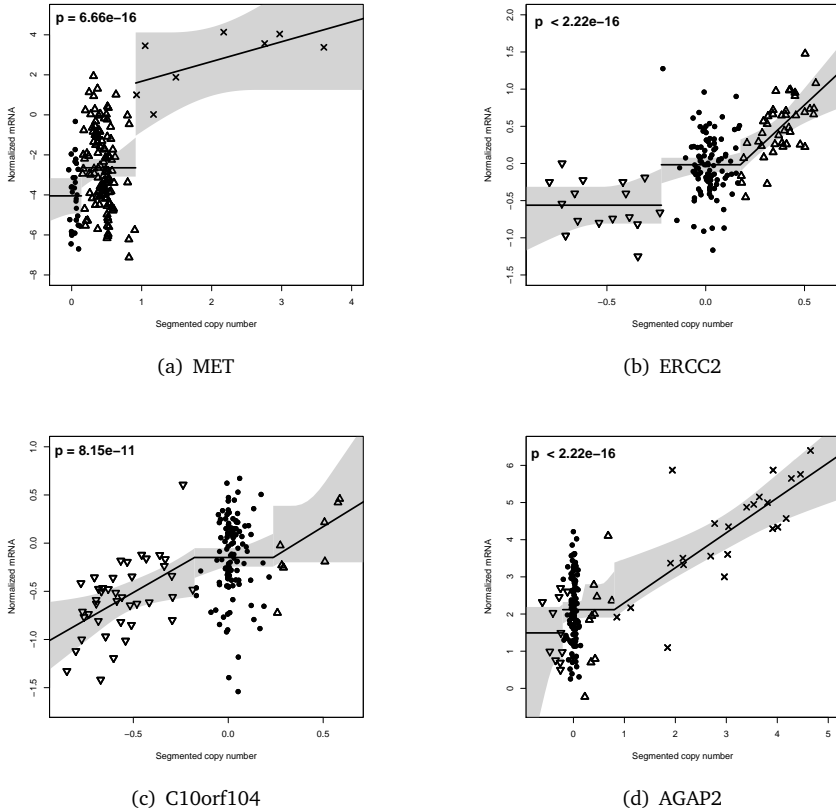 p = 6.66e−16
Normalized mRNA
4
2
0
−2
−4
−6
−8
0 1 2 3 4
Segmented copy number
(a) MET
p < 2.22e−16
Normalized mRNA
2.0
1.5
1.0
0.5
0.0
−0.5
−1.0
−1.5
−0.5 0.0 0.5
Segmented copy number
(b) ERCC2
p = 8.15e−11
Normalized mRNA
1.0
0.5
0.0
−0.5
−1.0
−1.5
−0.5 0.0 0.5
Segmented copy number
(c) C10orf104
p < 2.22e−16
Normalized mRNA
6
5
4
3
2
1
0
0 1 2 3 4 5
Segmented copy number
(d) AGAP2